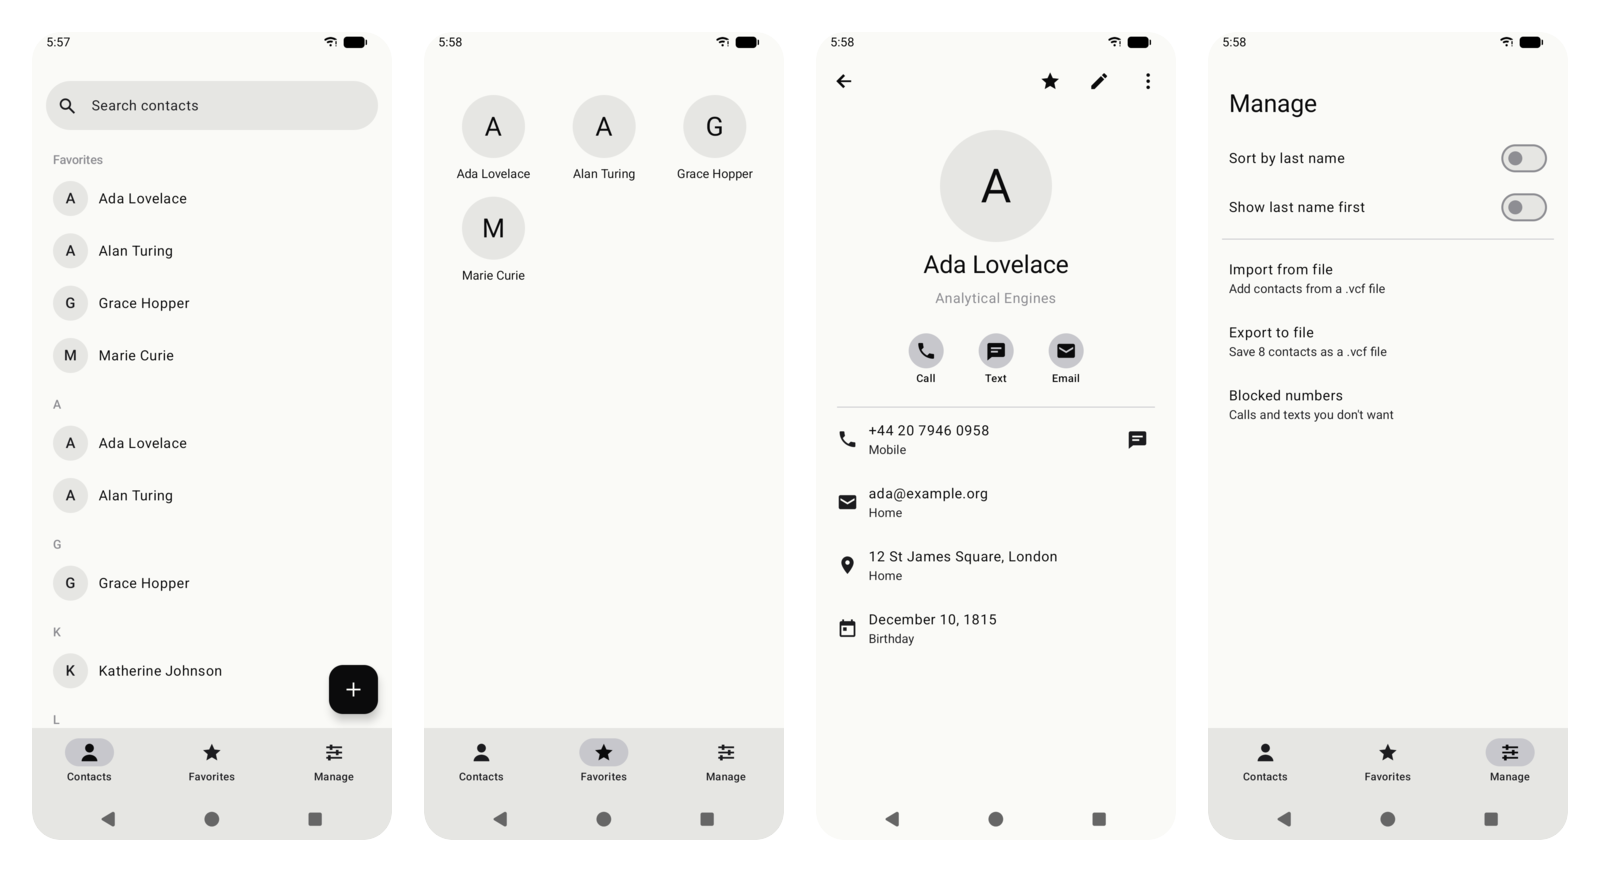 5:57
Search contacts
Favorites
A Ada Lovelace
A Alan Turing
G Grace Hopper
M Marie Curie
A
A Ada Lovelace
A Alan Turing
G
G Grace Hopper
K
K Katherine Johnson
L
Contacts Favorites Manage
5:58
A A G
Ada Lovelace Alan Turing Grace Hopper
M
Marie Curie
Contacts Favorites Manage
5:58
A
Ada Lovelace
Analytical Engines
Call Text Email
+44 20 7946 0958
Mobile
ada@example.org
Home
12 St James Square, London
Home
December 10, 1815
Birthday
5:58
Manage
Sort by last name
Show last name first
Import from file
Add contacts from a .vcf file
Export to file
Save 8 contacts as a .vcf file
Blocked numbers
Calls and texts you don't want
Contacts Favorites Manage